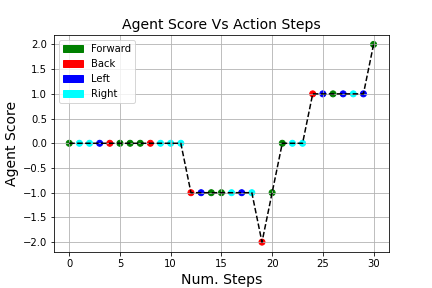 Agent Score Vs Action Steps
2.0
1.5
1.0
0.5
0.0
−0.5
−1.0
−1.5
−2.0
Agent Score
Forward
Back
Left
Right
0 5 10 15 20 25 30
Num. Steps